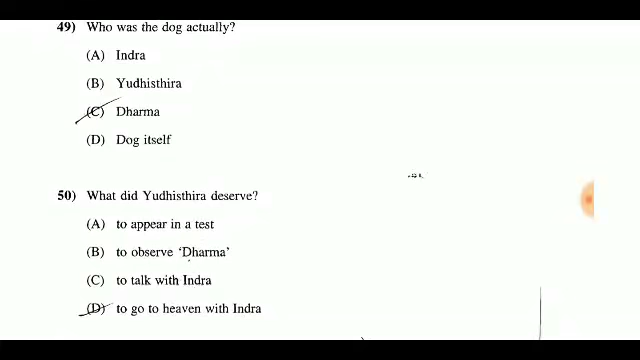 49) Who was the dog actually?
(A) Indra
(B) Yudhisthira
(C) Dharma
(D) Dog itself
50) What did Yudhisthira deserve?
(A) to appear in a test
(B) to observe ‘Dharma’
(C) to talk with Indra
(D) to go to heaven with Indra